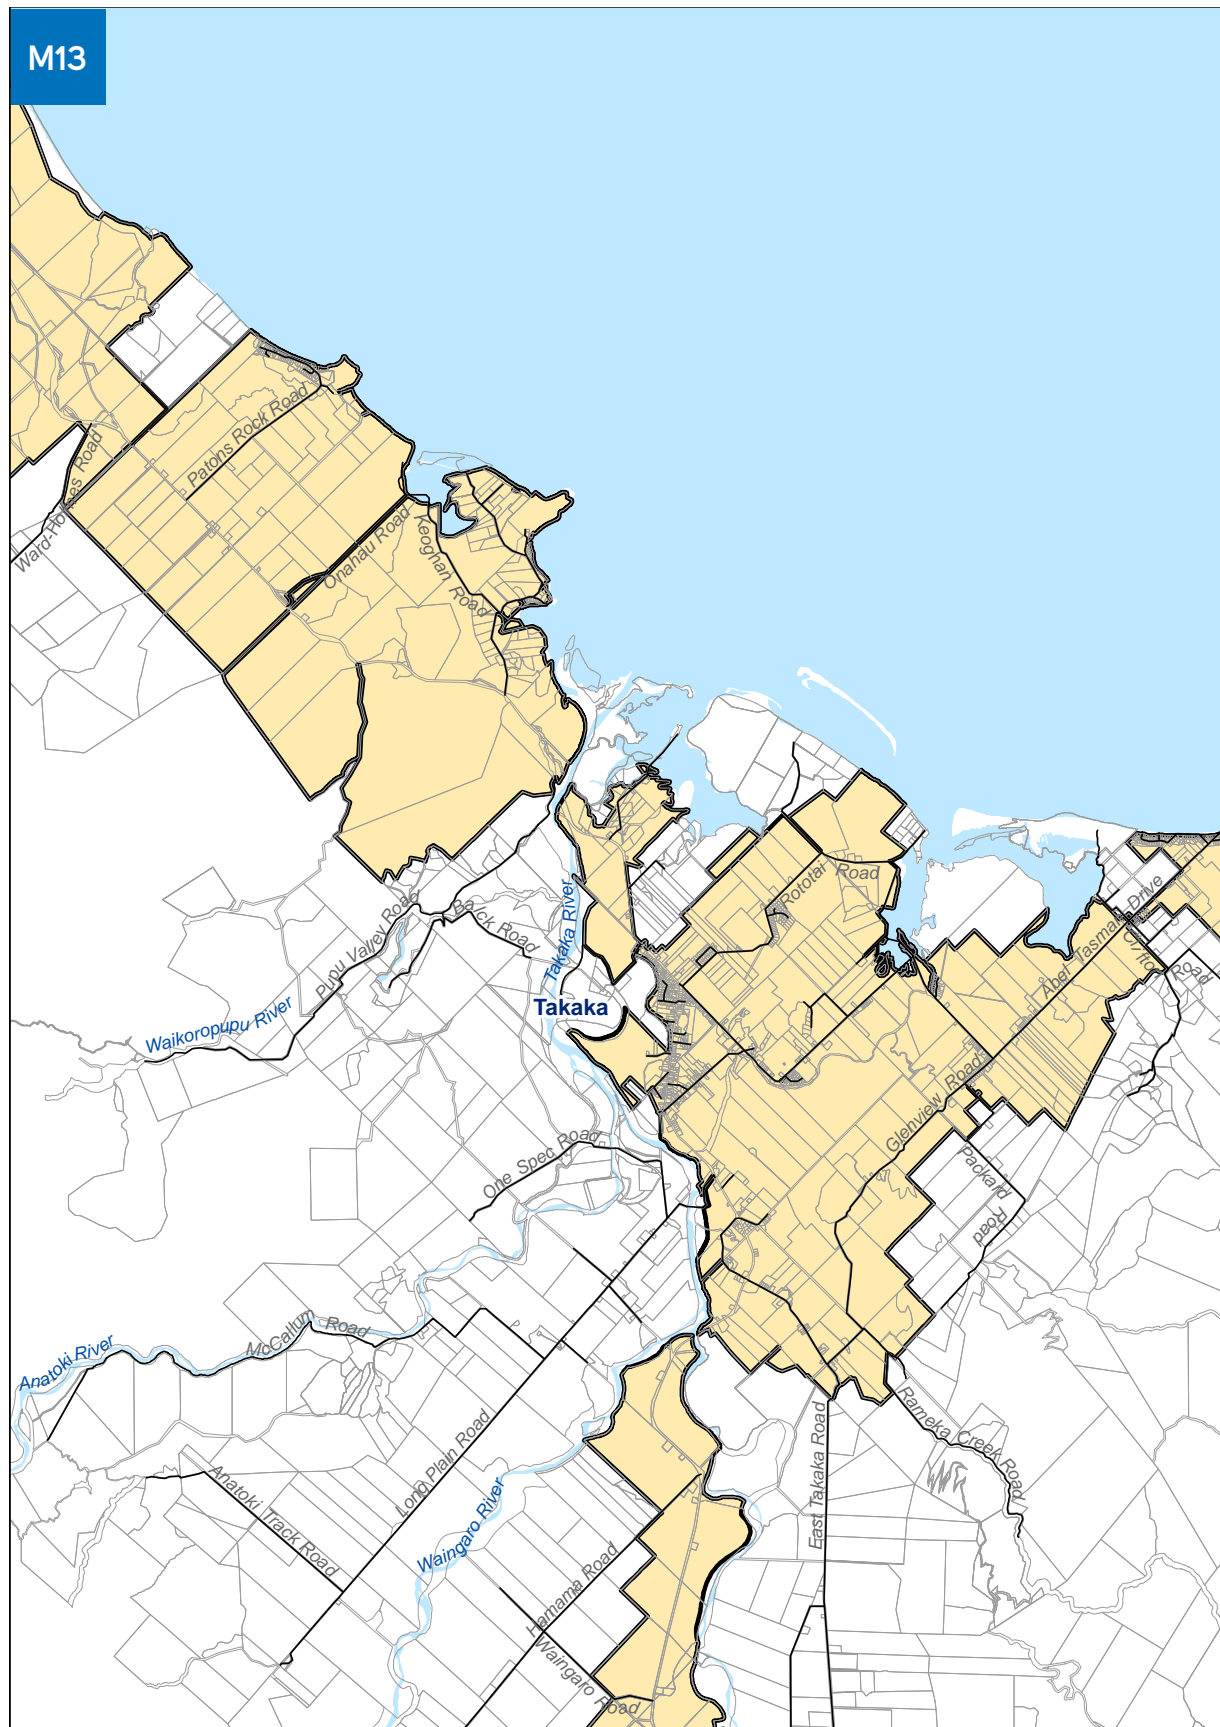 M13
Patons Rock Road
Ward-Holmes Road
Onahau Road
Keoghan Road
Rototai Road
Abel Tasman Drive
Clifton Road
Pupu Valley Road
Balck Road
Takaka River
Takaka
Waikoropupu River
Glenview Road
Packard Road
One Spec Road
McCallum Road
Anatoki River
Rameka Creek Road
East Takaka Road
Long Plain Road
Anatoki Track Road
Waingaro River
Hamama Road
Waingaro Road